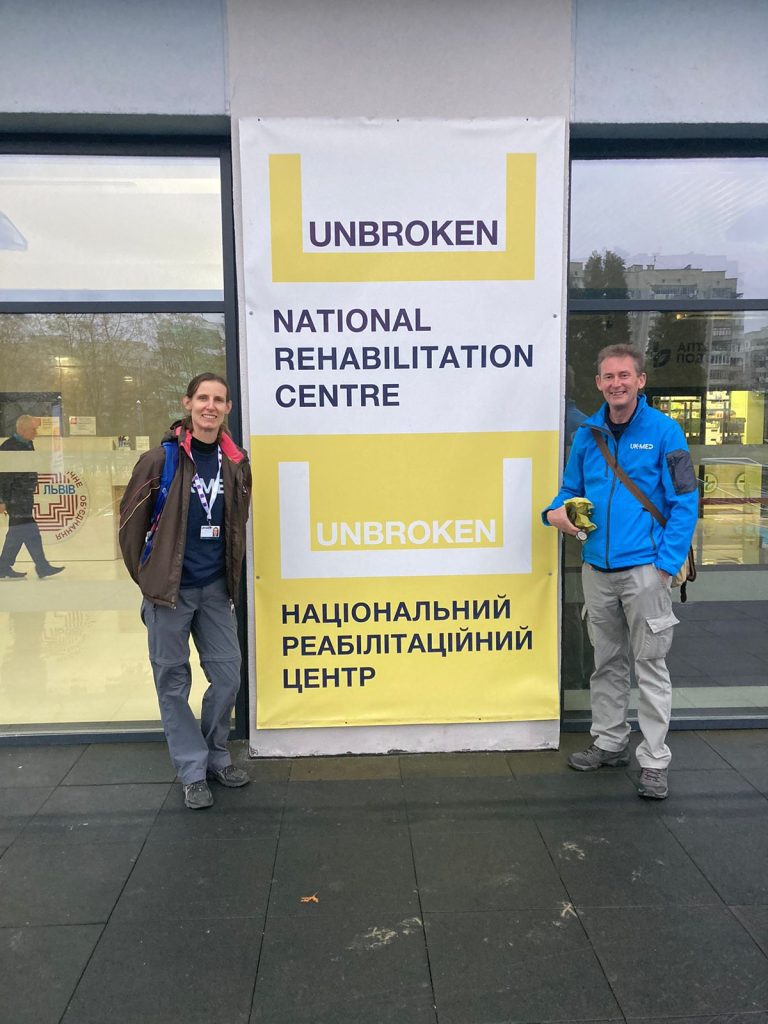 UNBROKEN
NATIONAL
REHABILITATION
CENTRE
UNBROKEN
НАЦІОНАЛЬНИЙ
РЕАБІЛІТАЦІЙНИЙ
ЦЕНТР
ЛЬВІВ
UK-MED